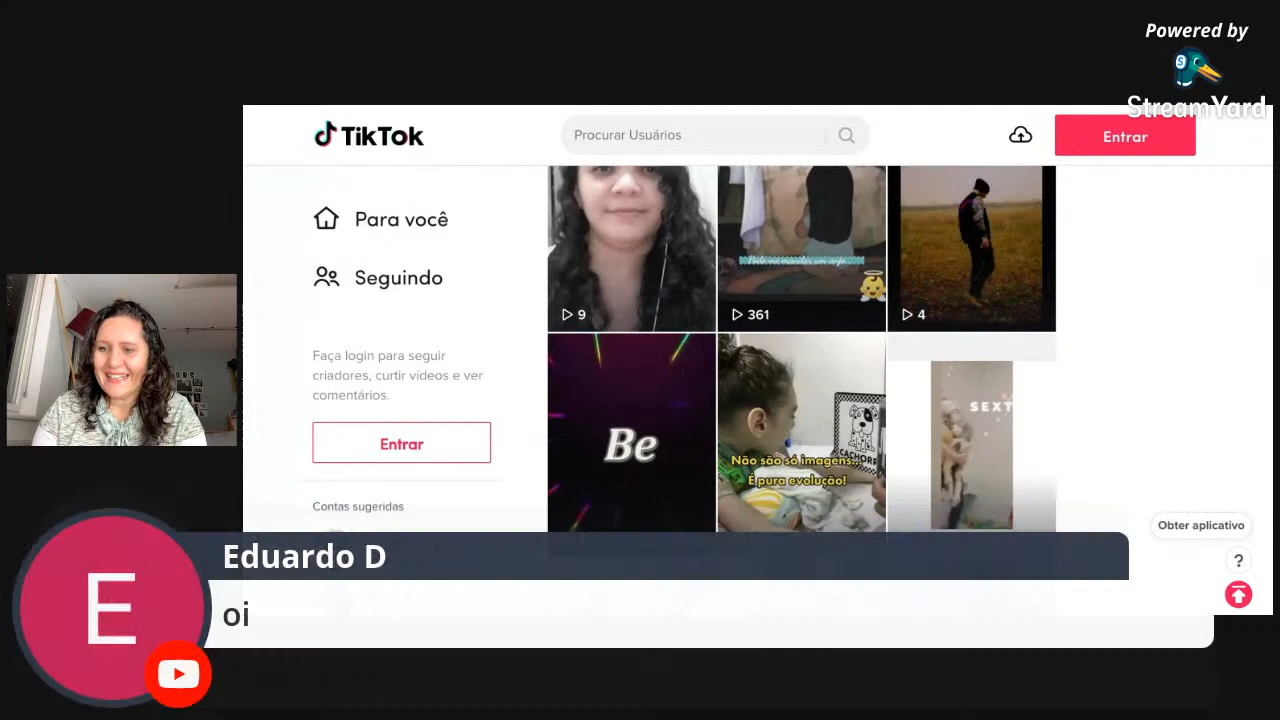 Powered by
StreamYard
TikTok
Procurar Usuários
Entrar
Para você
Seguindo
Faça login para seguir
criadores, curtir vídeos e ver
comentários.
Entrar
Contas sugeridas
9
361
4
Be
Não são só imagens...
É pura evolução!
CACHORR
SEXT
Obter aplicativo
?
E
Eduardo D
oi